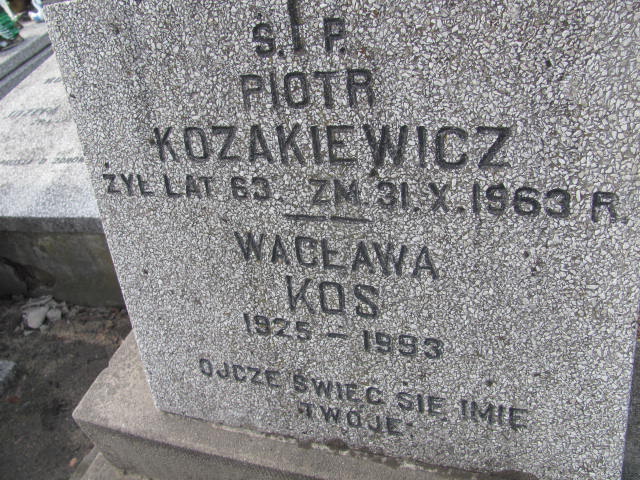 Ś. P.
PIOTR
KOZAKIEWICZ
ŻYŁ LAT 63. ZM. 31.X.1963 R.
WACŁAWA
KOS
1925 - 1993
OJCZE ŚWIĘĆ SIĘ IMIĘ
"TWOJE"